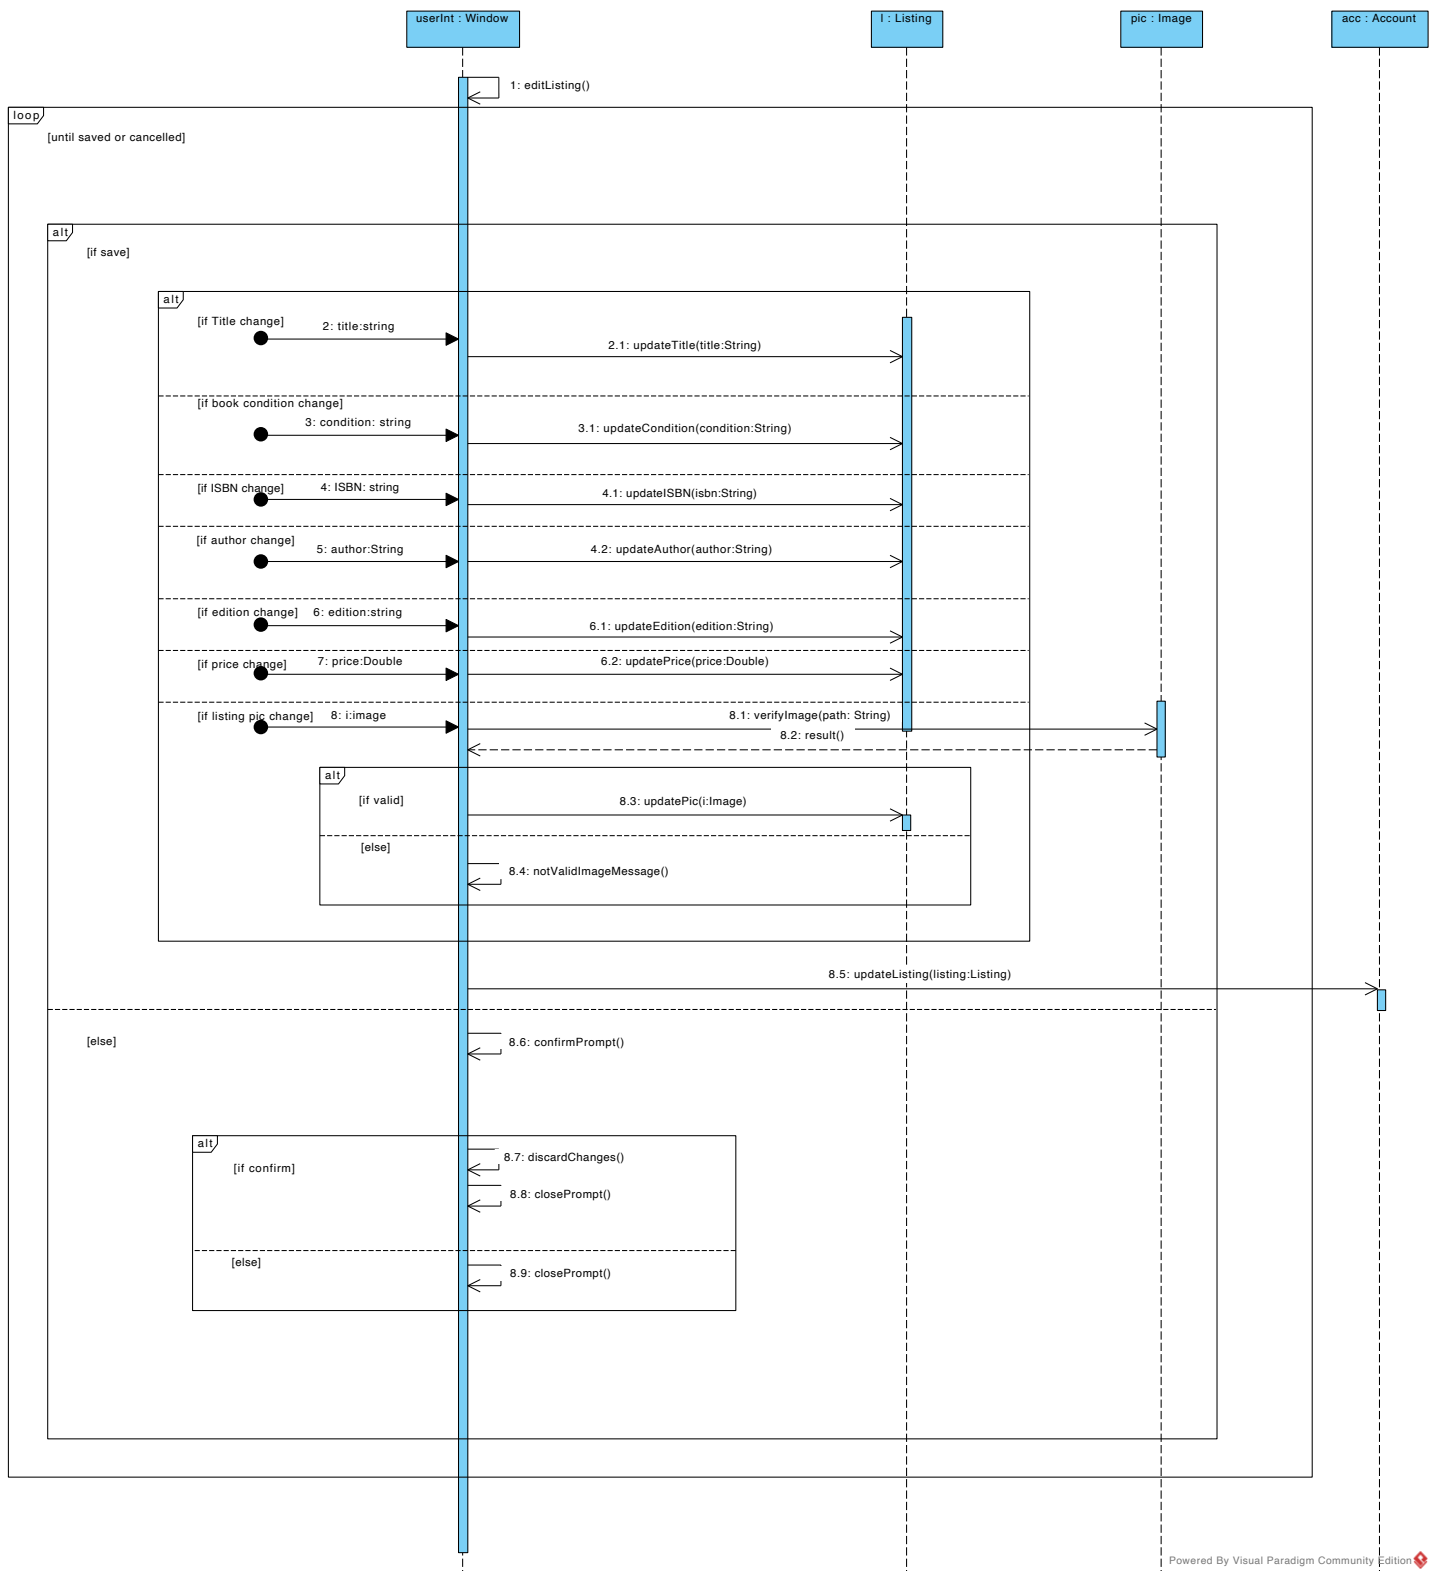 userInt : Window
l : Listing
pic : Image
acc : Account
1: editListing()
loop
[until saved or cancelled]
alt
[if save]
alt
[if Title change]
2: title:string
2.1: updateTitle(title:String)
[if book condition change]
3: condition: string
3.1: updateCondition(condition:String)
[if ISBN change]
4: ISBN: string
4.1: updateISBN(isbn:String)
[if author change]
5: author:String
4.2: updateAuthor(author:String)
[if edition change]
6: edition:string
6.1: updateEdition(edition:String)
[if price change]
7: price:Double
6.2: updatePrice(price:Double)
[if listing pic change]
8: i:image
8.1: verifyImage(path: String)
8.2: result()
alt
[if valid]
8.3: updatePic(i:Image)
[else]
8.4: notValidImageMessage()
8.5: updateListing(listing:Listing)
[else]
8.6: confirmPrompt()
alt
[if confirm]
8.7: discardChanges()
8.8: closePrompt()
[else]
8.9: closePrompt()
Powered By Visual Paradigm Community Edition